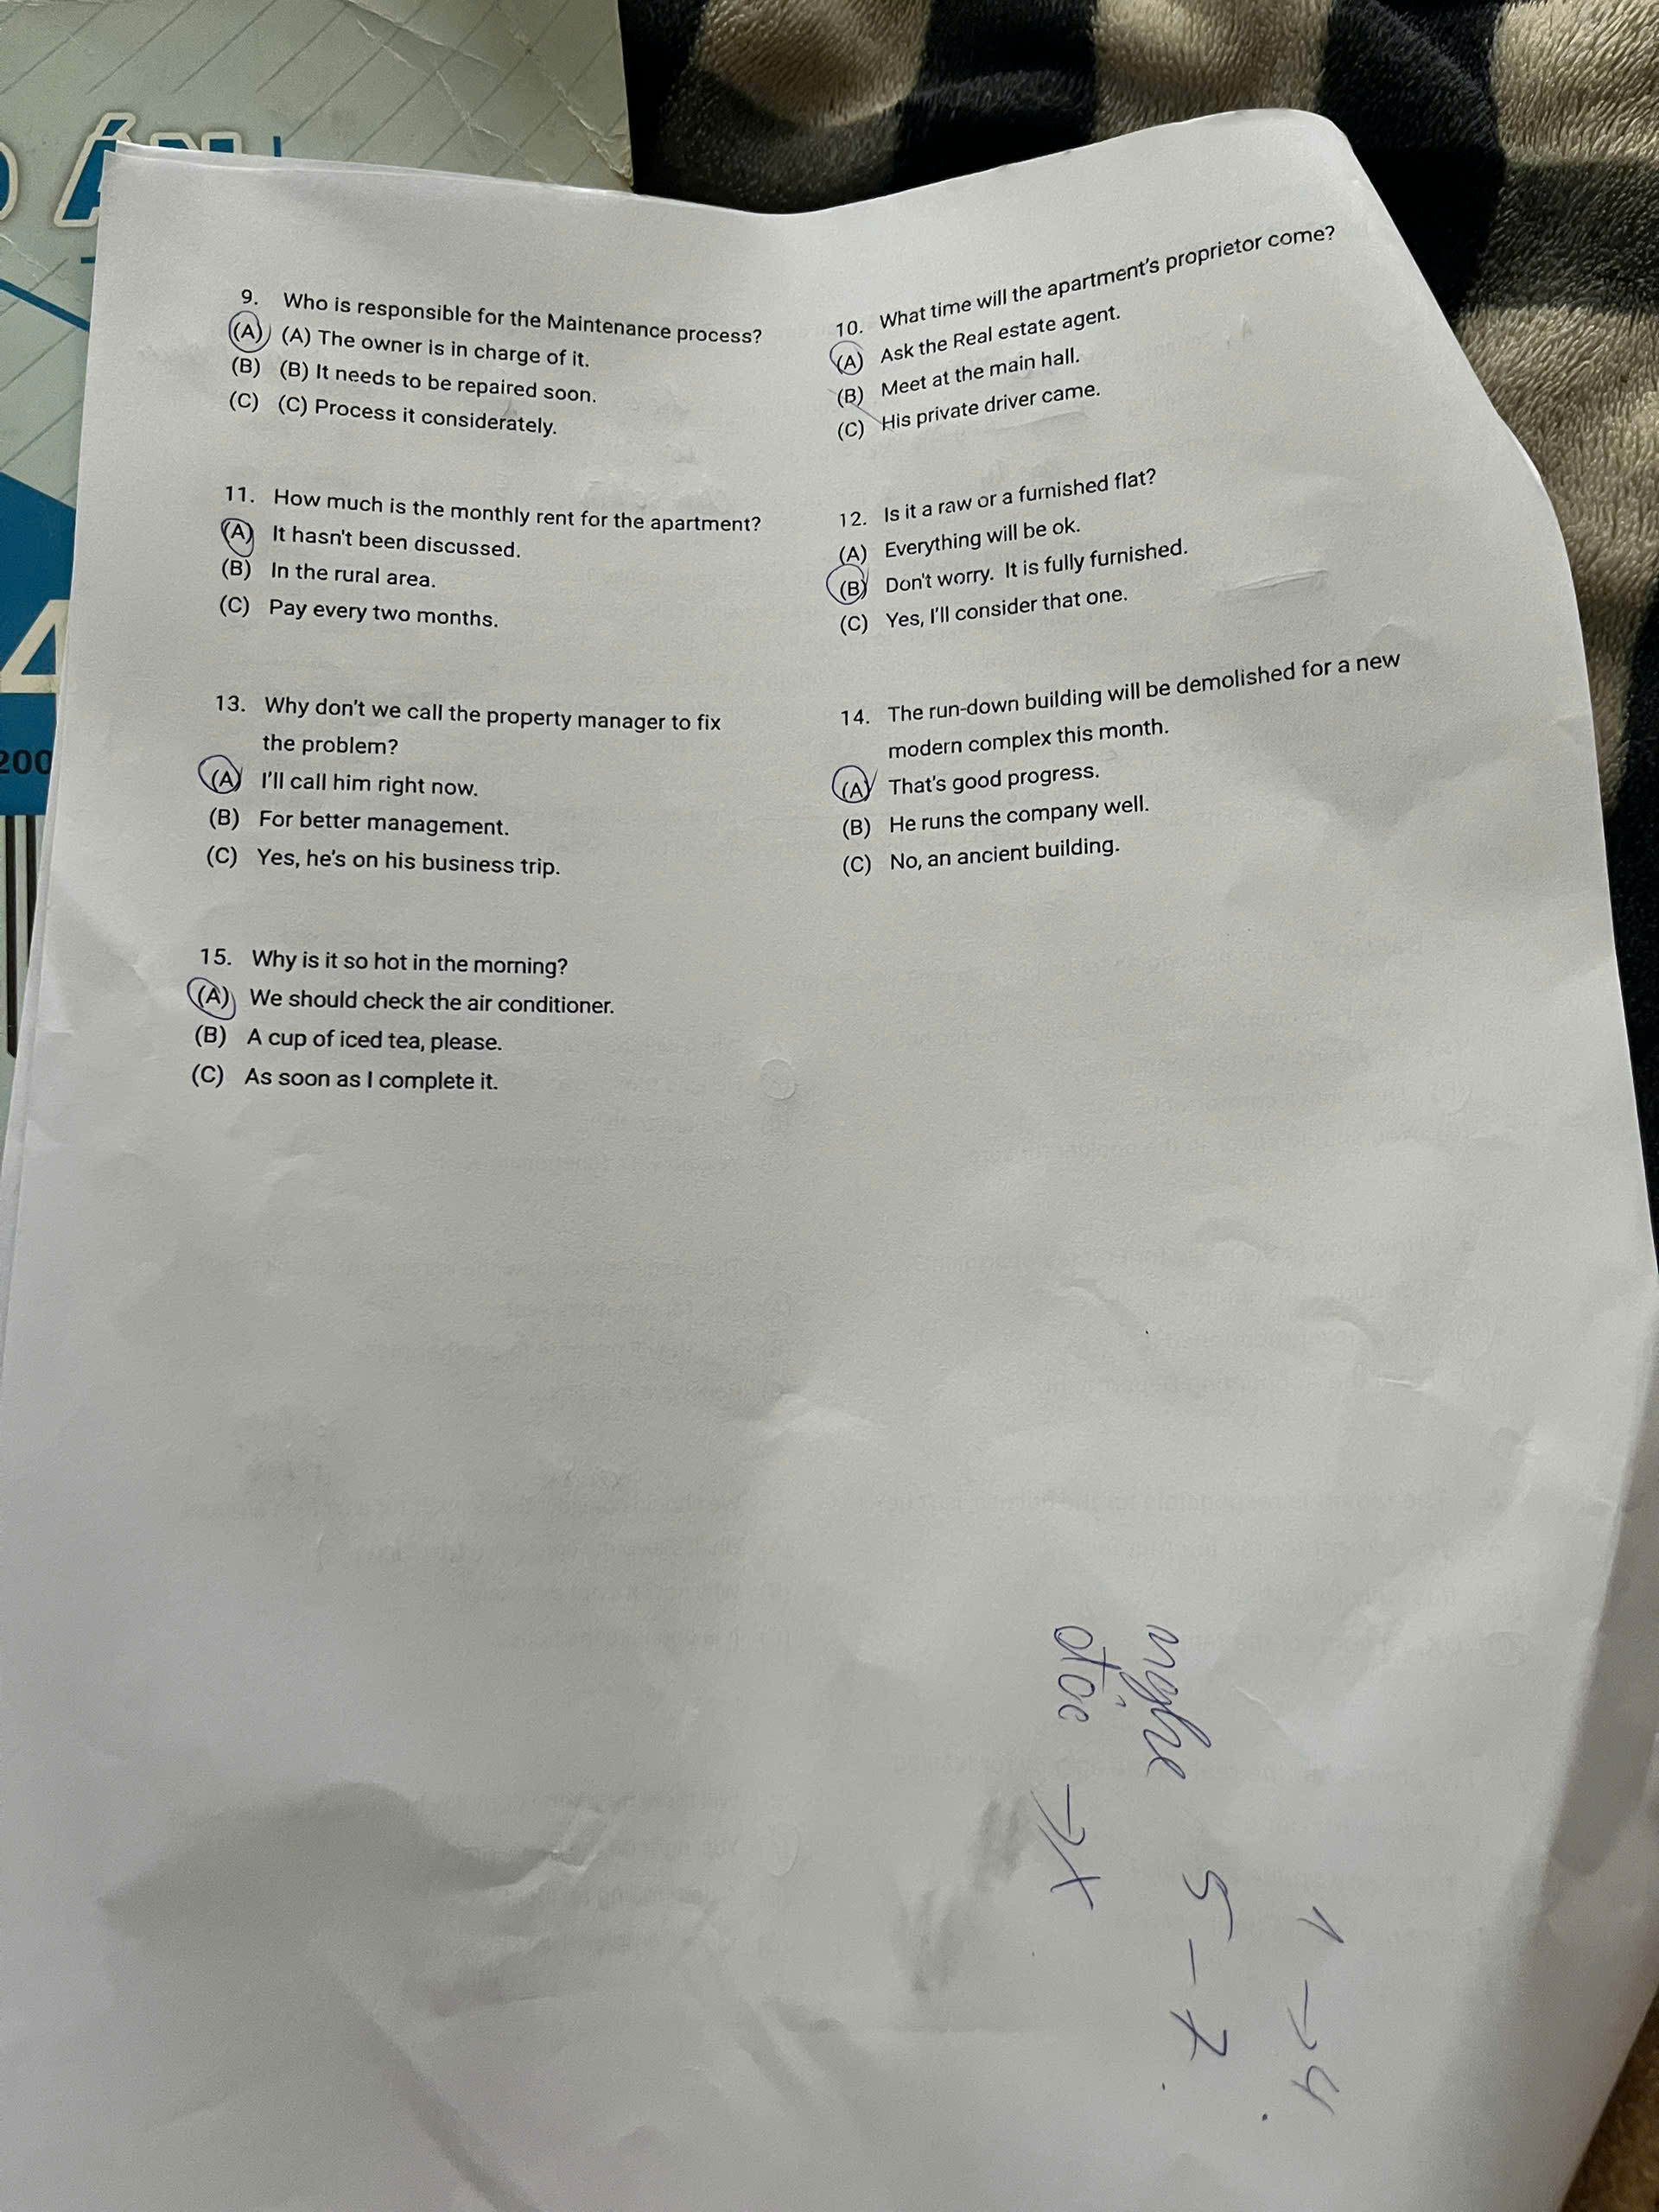 200
9. Who is responsible for the Maintenance process?
(A) (A) The owner is in charge of it.
(B) (B) It needs to be repaired soon.
(C) (C) Process it considerately.
10. What time will the apartment's proprietor come?
(A) Ask the Real estate agent.
(B) Meet at the main hall.
(C) His private driver came.
11. How much is the monthly rent for the apartment?
(A) It hasn't been discussed.
(B) In the rural area.
(C) Pay every two months.
12. Is it a raw or a furnished flat?
(A) Everything will be ok.
(B) Don't worry. It is fully furnished.
(C) Yes, I'll consider that one.
13. Why don't we call the property manager to fix
the problem?
(A) I'll call him right now.
(B) For better management.
(C) Yes, he's on his business trip.
14. The run-down building will be demolished for a new
modern complex this month.
(A) That's good progress.
(B) He runs the company well.
(C) No, an ancient building.
15. Why is it so hot in the morning?
(A) We should check the air conditioner.
(B) A cup of iced tea, please.
(C) As soon as I complete it.
1 → 4
nghe 5 - 7